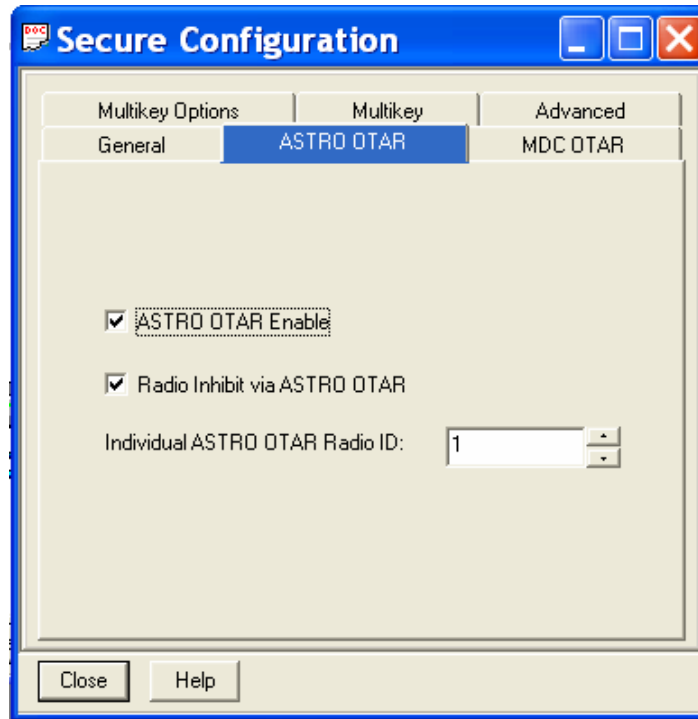 DOC Secure Configuration
Multikey Options Multikey Advanced
General ASTRO OTAR MDC OTAR
ASTRO OTAR Enable
Radio Inhibit via ASTRO OTAR
Individual ASTRO OTAR Radio ID: 1
Close Help